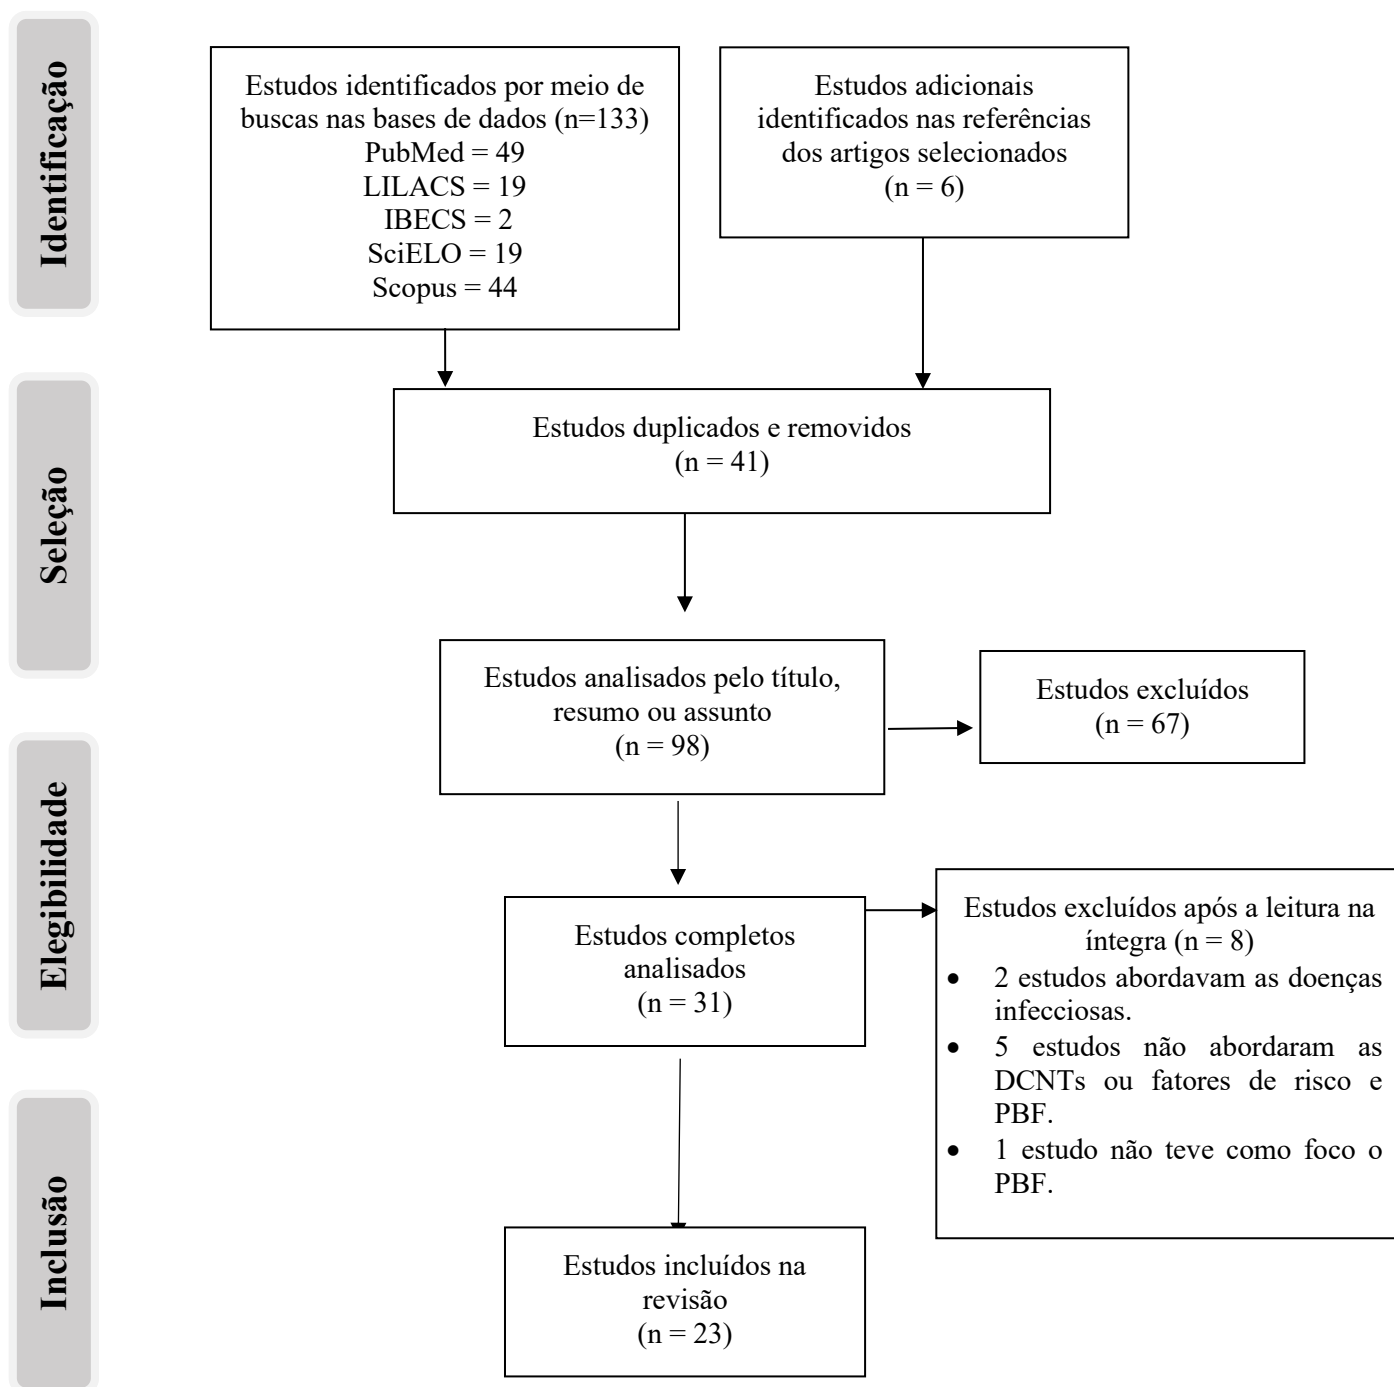 Identificação
Estudos identificados por meio de
buscas nas bases de dados (n=133)
PubMed = 49
LILACS = 19
IBECS = 2
SciELO = 19
Scopus = 44
Estudos adicionais
identificados nas referências
dos artigos selecionados
(n = 6)
Seleção
Estudos duplicados e removidos
(n = 41)
Estudos analisados pelo título,
resumo ou assunto
(n = 98)
Estudos excluídos
(n = 67)
Elegibilidade
Estudos completos
analisados
(n = 31)
Estudos excluídos após a leitura na
íntegra (n = 8)
• 2 estudos abordavam as doenças
infecciosas.
• 5 estudos não abordaram as
DCNTs ou fatores de risco e
PBF.
• 1 estudo não teve como foco o
PBF.
Inclusão
Estudos incluídos na
revisão
(n = 23)